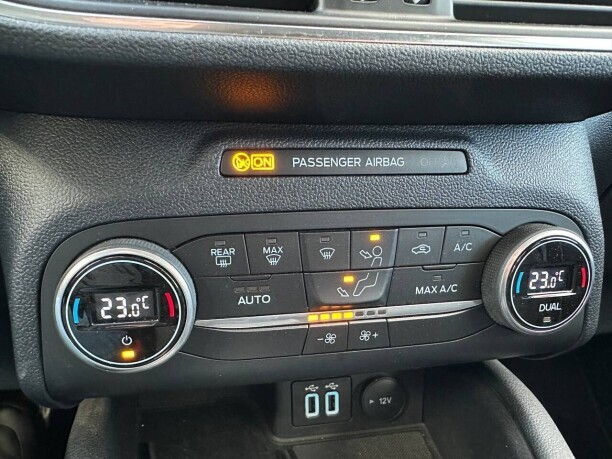 ON PASSENGER AIRBAG
REAR MAX A/C
AUTO MAX A/C
23.0°C 23.0°C
DUAL
- +
12V